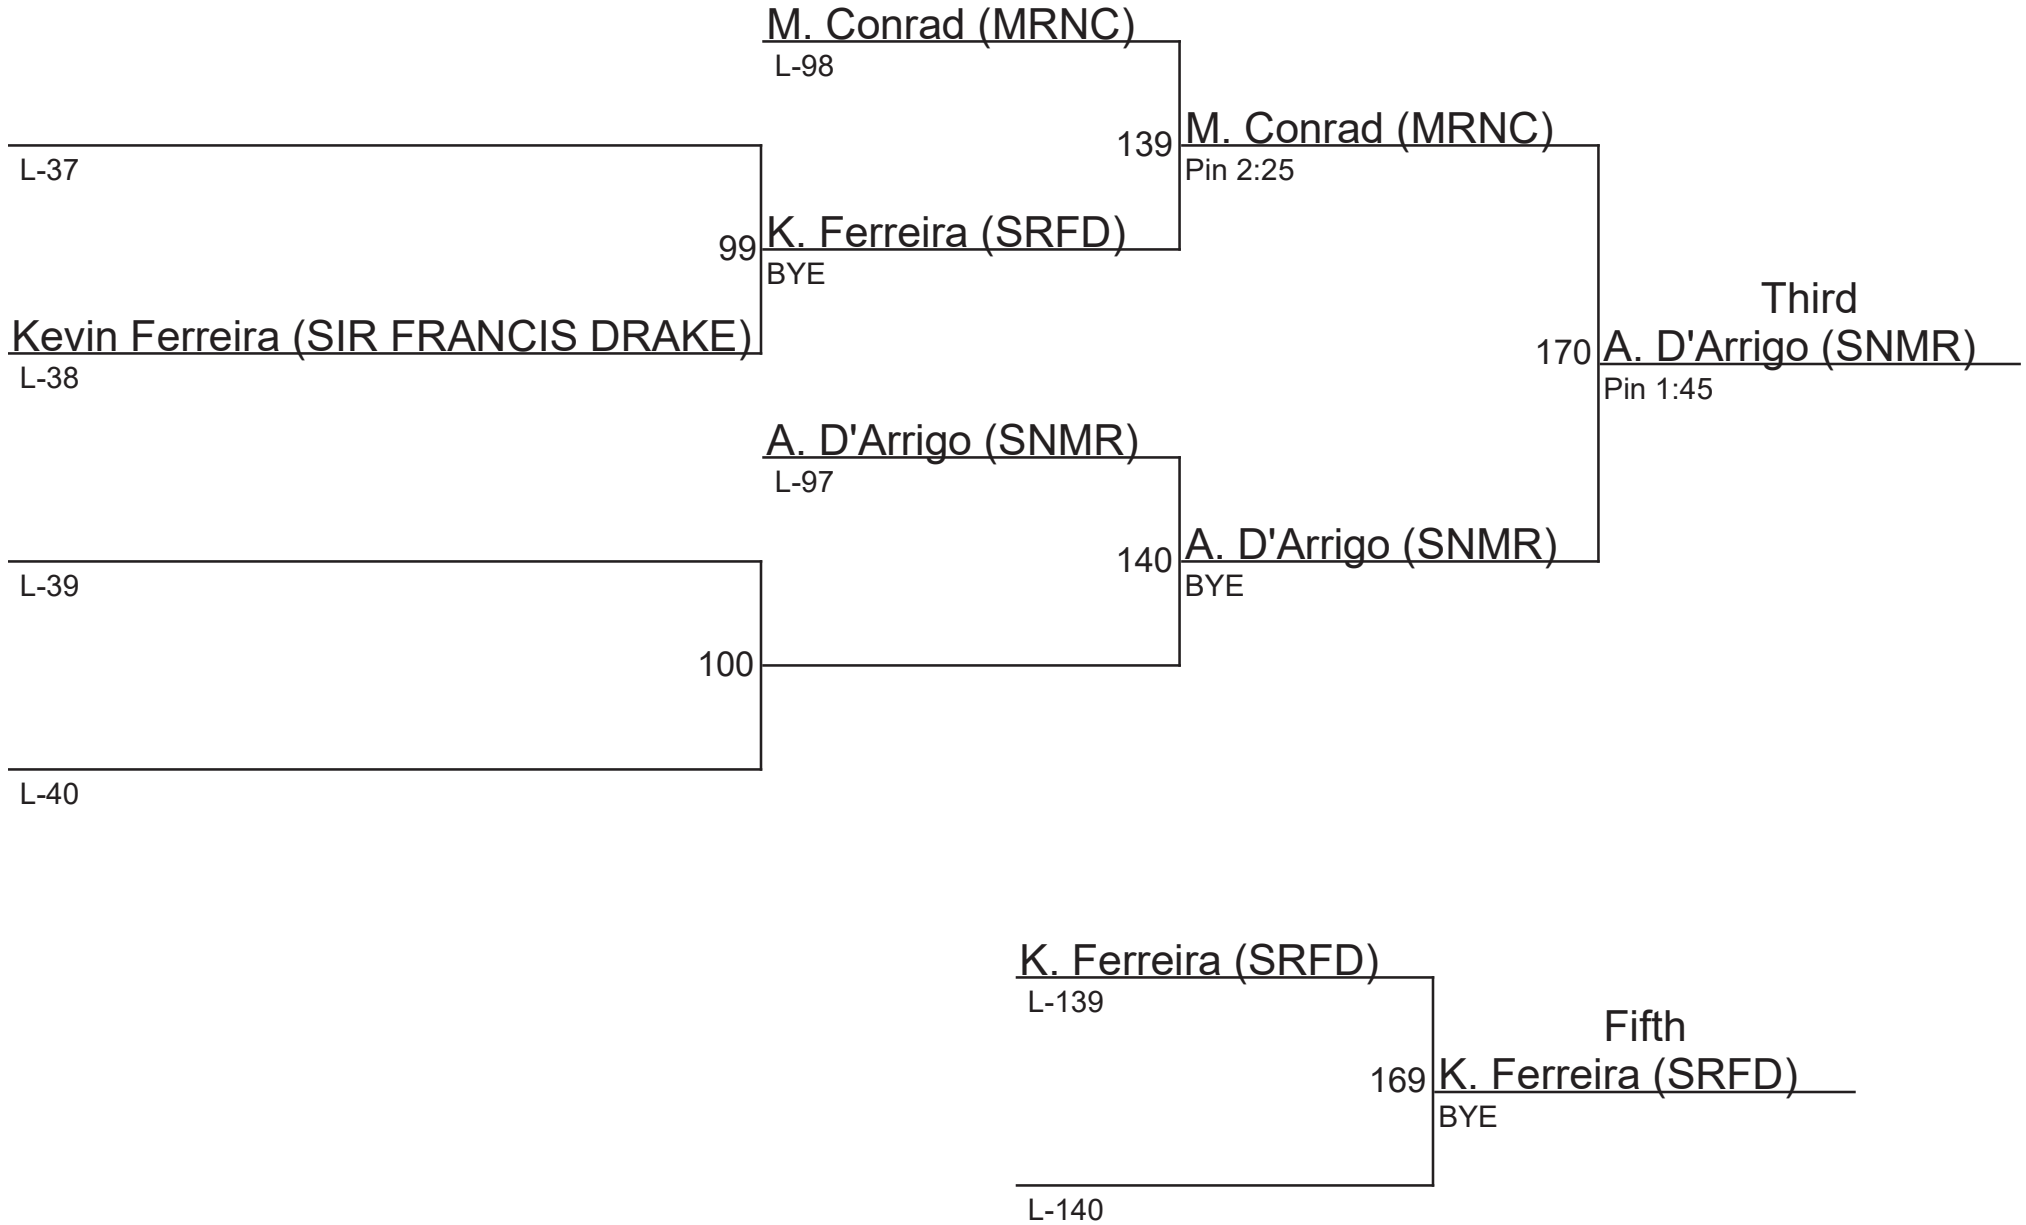 M. Conrad (MRNC)
L-98
139 M. Conrad (MRNC)
Pin 2:25
L-37
99 K. Ferreira (SRFD)
BYE
Kevin Ferreira (SIR FRANCIS DRAKE)
L-38
Third
170 A. D'Arrigo (SNMR)
Pin 1:45
A. D'Arrigo (SNMR)
L-97
140 A. D'Arrigo (SNMR)
BYE
L-39
100
L-40
K. Ferreira (SRFD)
L-139
Fifth
169 K. Ferreira (SRFD)
BYE
L-140